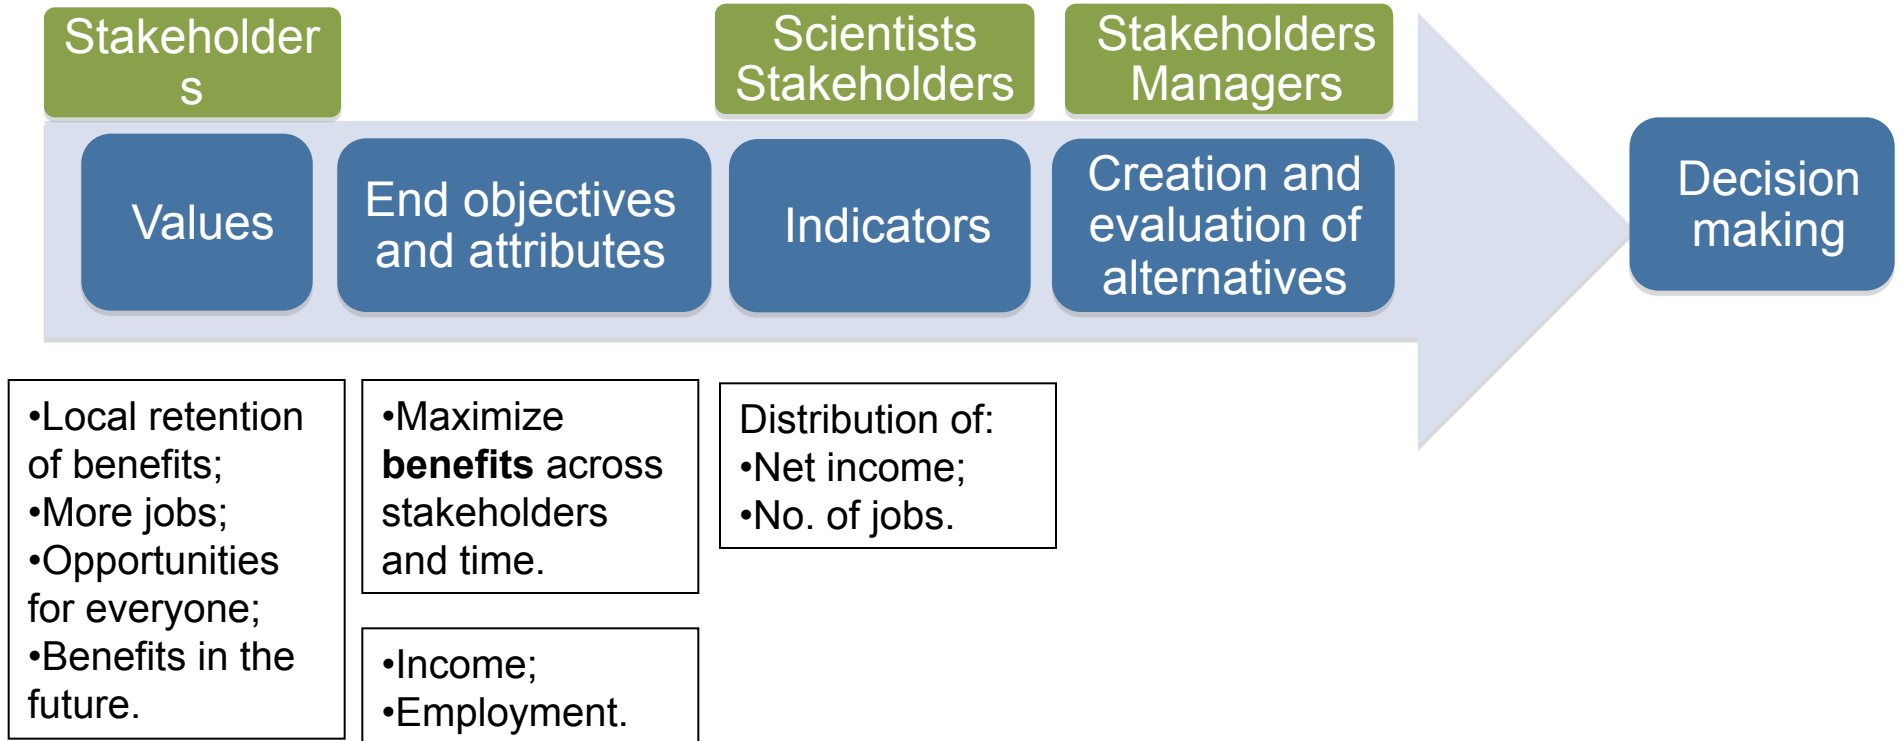 Stakeholder
s
Scientists
Stakeholders
Stakeholders
Managers
Values
End objectives
and attributes
Indicators
Creation and
evaluation of
alternatives
Decision
making
•Local retention
of benefits;
•More jobs;
•Opportunities
for everyone;
•Benefits in the
future.
•Maximize
benefits across
stakeholders
and time.
•Income;
•Employment.
Distribution of:
•Net income;
•No. of jobs.